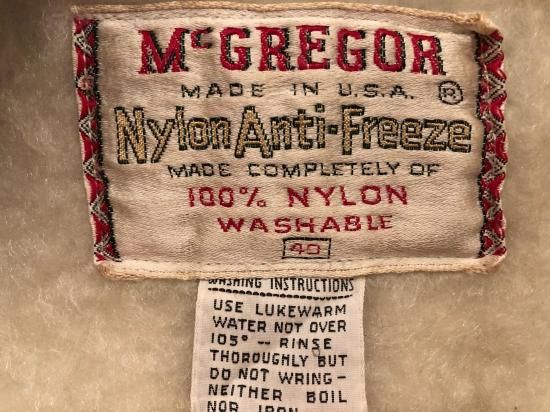 McGREGOR
MADE IN U.S.A. ®
Nylon Anti-Freeze
MADE COMPLETELY OF
100% NYLON
WASHABLE
40
WASHING INSTRUCTIONS
USE LUKEWARM
WATER NOT OVER
105° -- RINSE
THOROUGHLY BUT
DO NOT WRING -
NEITHER BOIL
NOR IRON